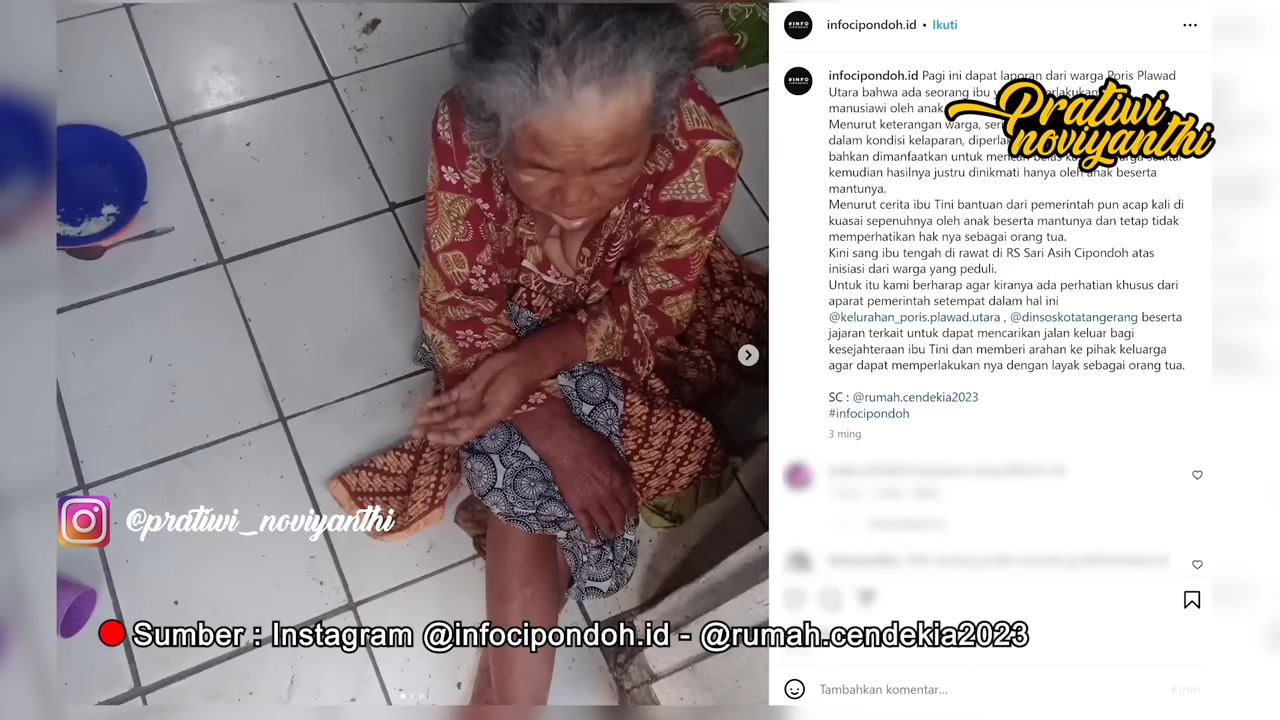 infocipondoh.id • Ikuti
infocipondoh.id Pagi ini dapat laporan dari warga Poris Plawad
Utara bahwa ada seorang ibu
manusiawi oleh anak
Menurut keterangan warga,
dalam kondisi kelaparan,
bahkan dimanfaatkan untuk
kemudian hasilnya justru dinikmati hanya oleh anak beserta
mantunya.
Menurut cerita ibu Tini bantuan dari pemerintah pun acap kali di
kuasai sepenuhnya oleh anak beserta mantunya dan tetap tidak
memperhatikan hak nya sebagai orang tua.
Kini sang ibu tengah di rawat di RS Sari Asih Cipondoh atas
inisiasi dari warga yang peduli.
Untuk itu kami berharap agar kiranya ada perhatian khusus dari
aparat pemerintah setempat dalam hal ini
@kelurahan_poris.plawad.utara , @dinsoskotatangerang beserta
jajaran terkait untuk dapat mencarikan jalan keluar bagi
kesejahteraan ibu Tini dan memberi arahan ke pihak keluarga
agar dapat memperlakukan nya dengan layak sebagai orang tua.
SC : @rumah.cendekia2023
#infocipondoh
3 ming
Pratiwi
noviyanthi
@pratiwi_noviyanthi
Sumber : Instagram @infocipondoh.id - @rumah.cendekia2023
Tambahkan komentar...
Kirim